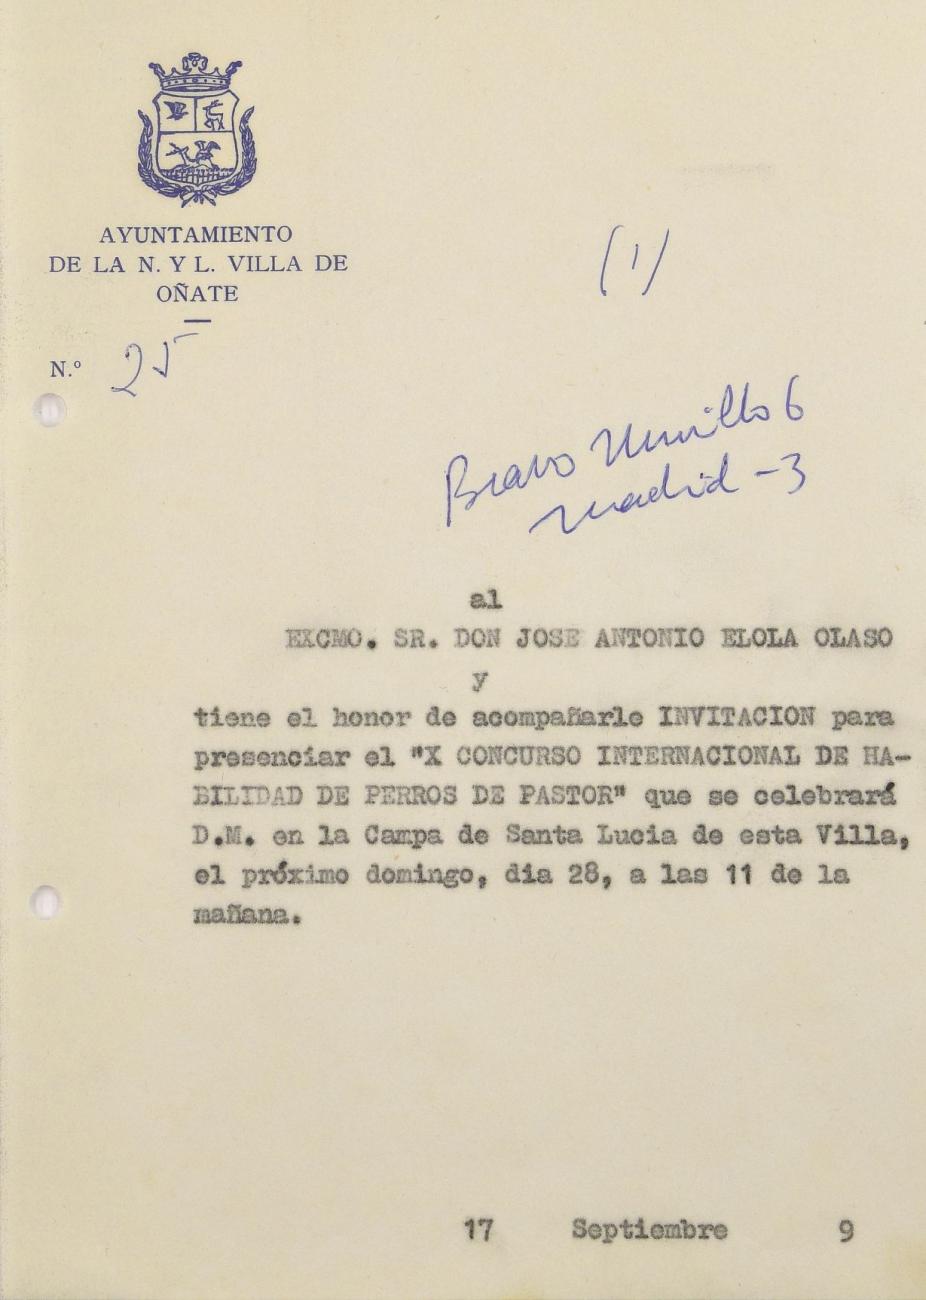 AYUNTAMIENTO
DE LA N. Y L. VILLA DE
OÑATE
N.º 25
(1)
Bravo Murillo 6
Madrid - 3
al
EXCMO. SR. DON JOSE ANTONIO ELOLA OLASO
y
tiene el honor de acompañarle INVITACION para
presenciar el "X CONCURSO INTERNACIONAL DE HA-
BILIDAD DE PERROS DE PASTOR" que se celebrará
D.M. en la Campa de Santa Lucia de esta Villa,
el próximo domingo, dia 28, a las 11 de la
mañana.
17 Septiembre 9